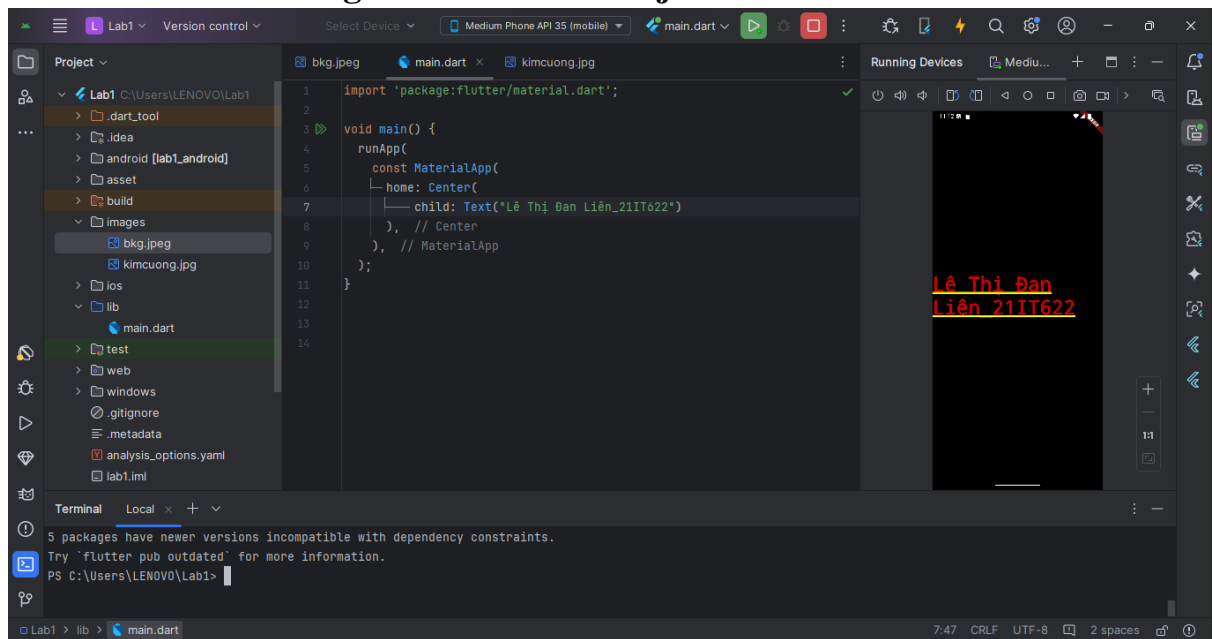 L Lab1 Version control Select Device Medium Phone API 35 (mobile) main.dart
Project
bkg.jpeg main.dart kimcuong.jpg
Running Devices Mediu...
Lab1 C:\Users\LENOVO\Lab1
.dart_tool
.idea
android [lab1_android]
asset
build
images
bkg.jpeg
kimcuong.jpg
ios
lib
main.dart
test
web
windows
.gitignore
.metadata
analysis_options.yaml
lab1.iml
1 import 'package:flutter/material.dart';
2
3 void main() {
4 runApp(
5 const MaterialApp(
6 home: Center(
7 child: Text("Lê Thị Đan Liên_21IT622")
8 ), // Center
9 ), // MaterialApp
10 );
11 }
12
13
14
Lê Thị Đan
Liên_21IT622
1:1
Terminal Local
5 packages have newer versions incompatible with dependency constraints.
Try `flutter pub outdated` for more information.
PS C:\Users\LENOVO\Lab1>
Lab1 > lib > main.dart 7:47 CRLF UTF-8 2 spaces